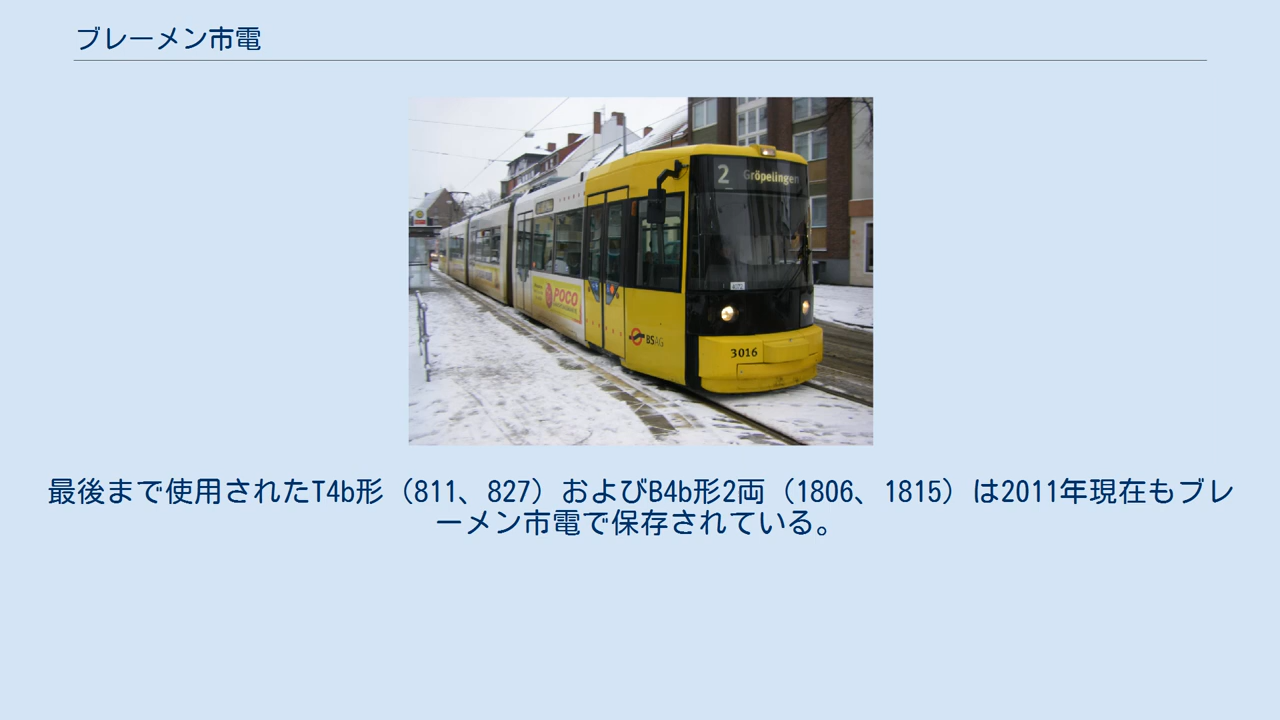 ブレーメン市電
2 Gröpelingen
POCO
BSAG
3016
最後まで使用されたT4b形（811、827）およびB4b形2両（1806、1815）は2011年現在もブレ
ーメン市電で保存されている。